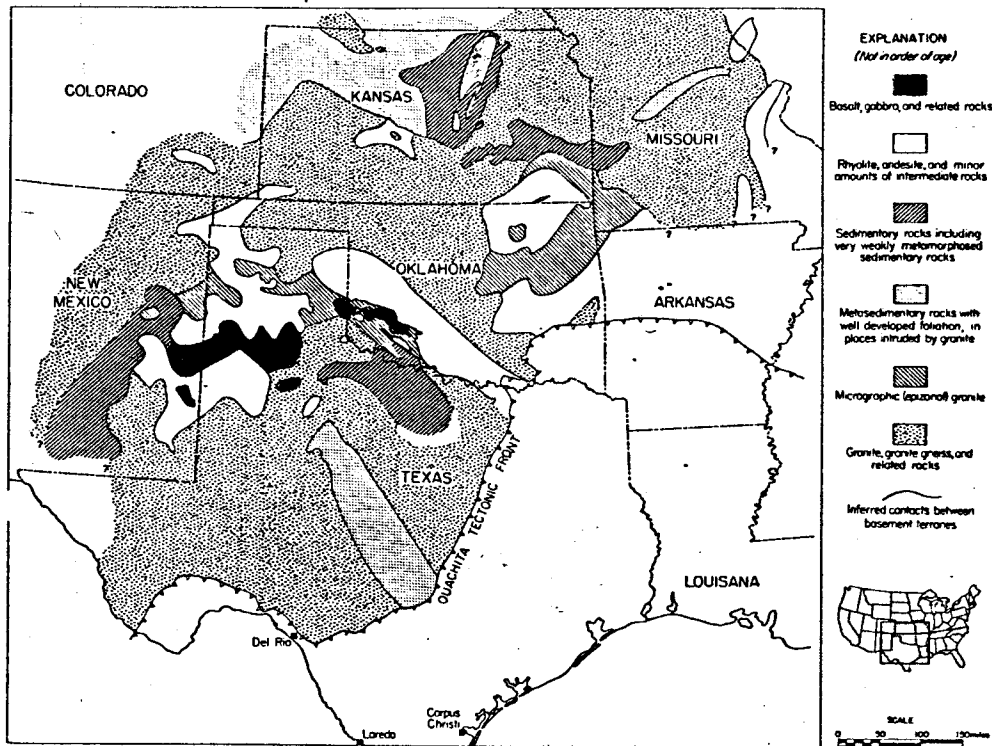 COLORADO
KANSAS
MISSOURI
NEW
MEXICO
OKLAHOMA
ARKANSAS
TEXAS
OUACHITA TECTONIC FRONT
LOUISANA
Del Rio
Corpus
Christi
Laredo
?
?
?
?
?
?
?
EXPLANATION
(Not in order of age)
Basalt, gabbro, and related rocks
Rhyolite, andesite, and minor
amounts of intermediate rocks
Sedimentary rocks including
very weakly metamorphosed
sedimentary rocks
Metasedimentary rocks with
well developed foliation, in
places intruded by granite
Micrographic (epizonal) granite
Granite, granite gneiss, and
related rocks
Inferred contacts between
basement terranes
SCALE
0 50 100 150 miles